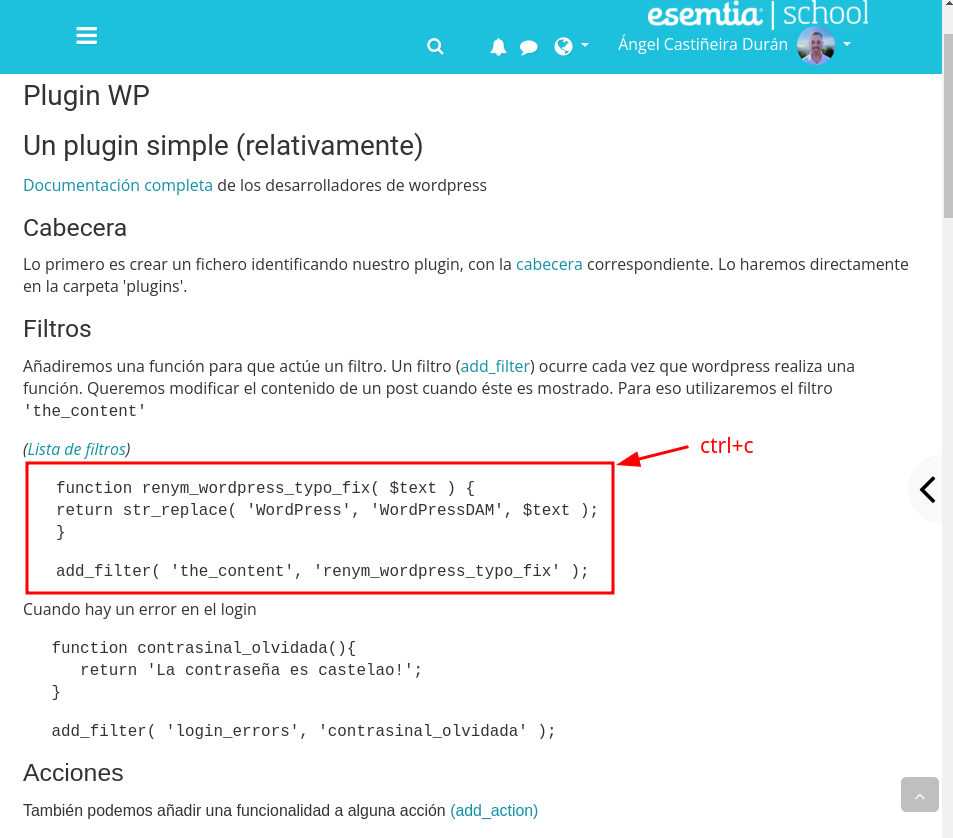 esemtia | school
Ángel Castiñeira Durán
Plugin WP
Un plugin simple (relativamente)
Documentación completa de los desarrolladores de wordpress
Cabecera
Lo primero es crear un fichero identificando nuestro plugin, con la cabecera correspondiente. Lo haremos directamente
en la carpeta 'plugins'.
Filtros
Añadiremos una función para que actúe un filtro. Un filtro (add_filter) ocurre cada vez que wordpress realiza una
función. Queremos modificar el contenido de un post cuando éste es mostrado. Para eso utilizaremos el filtro
'the_content'
(Lista de filtros)
ctrl+c
function renym_wordpress_typo_fix( $text ) {
return str_replace( 'WordPress', 'WordPressDAM', $text );
}
add_filter( 'the_content', 'renym_wordpress_typo_fix' );
Cuando hay un error en el login
function contrasinal_olvidada(){
return 'La contraseña es castelao!';
}
add_filter( 'login_errors', 'contrasinal_olvidada' );
Acciones
También podemos añadir una funcionalidad a alguna acción (add_action)